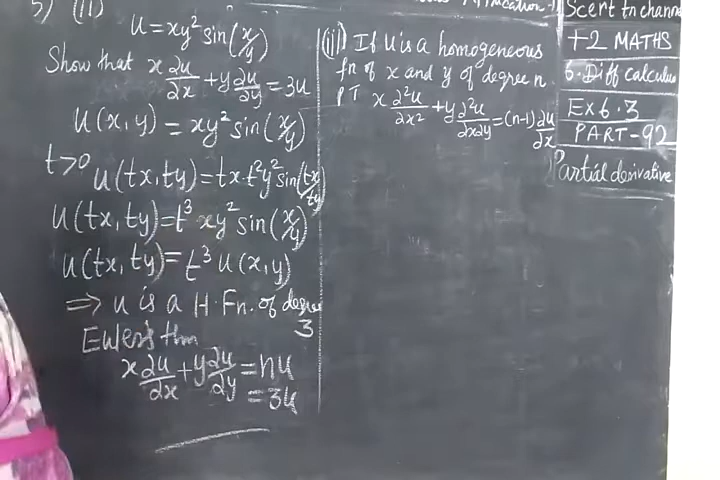 5) (ii)
u = xy² sin(x/y)
Show that x ∂u/∂x + y ∂u/∂y = 3u
u(x,y) = xy² sin(x/y)
t>0 u(tx,ty) = tx t²y² sin(tx/ty)
u(tx,ty) = t³ xy² sin(x/y)
u(tx,ty) = t³ u(x,y)
⇒ u is a H. Fn. of degree 3
Euler's thm
x ∂u/∂x + y ∂u/∂y = nu
= 3u
(iii) If u is a homogeneous
fn of x and y of degree n.
PT x ∂²u/∂x² + y ∂²u/∂x∂y = (n-1) ∂u/∂x
Scert tn channe
+2 MATHS
6. Diff calculus
Ex 6.3
PART-92
Partial derivative